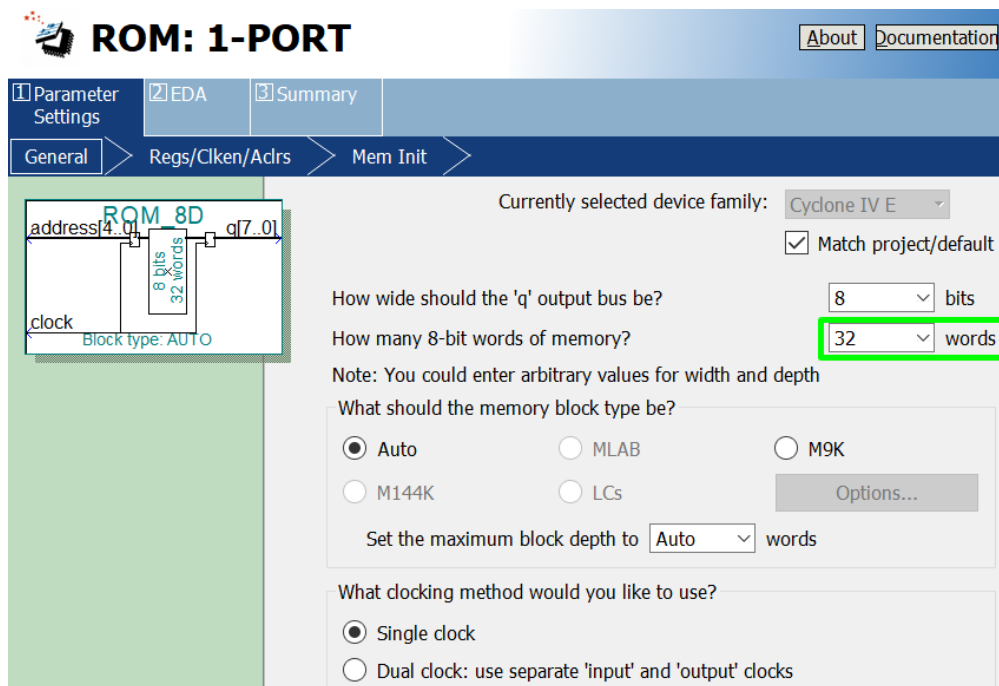 ROM: 1-PORT
About
Documentation
1 Parameter Settings
2 EDA
3 Summary
General
Regs/Clken/Aclrs
Mem Init
ROM_8D
address[4..0]
q[7..0]
8 bits
32 words
clock
Block type: AUTO
Currently selected device family:
Cyclone IV E
Match project/default
How wide should the 'q' output bus be?
8
bits
How many 8-bit words of memory?
32
words
Note: You could enter arbitrary values for width and depth
What should the memory block type be?
Auto
MLAB
M9K
M144K
LCs
Options...
Set the maximum block depth to
Auto
words
What clocking method would you like to use?
Single clock
Dual clock: use separate 'input' and 'output' clocks